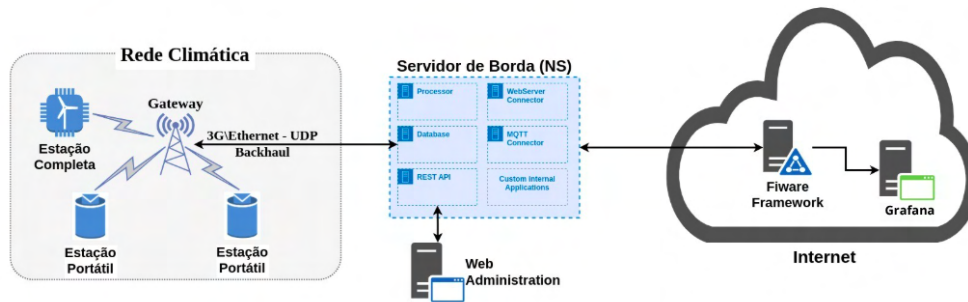 Rede Climática
Gateway
Estação
Completa
3G\Ethernet - UDP
Backhaul
Estação
Portátil
Estação
Portátil
Servidor de Borda (NS)
Processor
WebServer
Connector
Database
MQTT
Connector
REST API
Custom Internal
Applications
Web
Administration
Fiware
Framework
Grafana
Internet